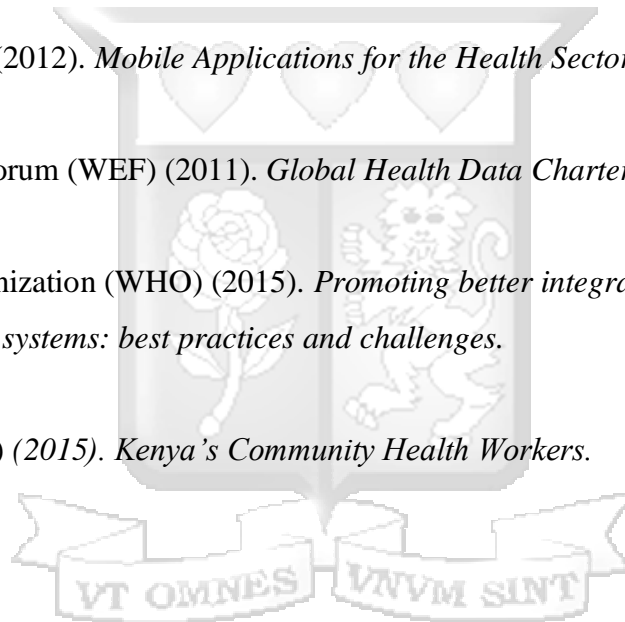 (2012). Mobile Applications for the Health Sector
orum (WEF) (2011). Global Health Data Charter
nization (WHO) (2015). Promoting better integra
systems: best practices and challenges.
) (2015). Kenya’s Community Health Workers.
VT OMNES VNVM SINT